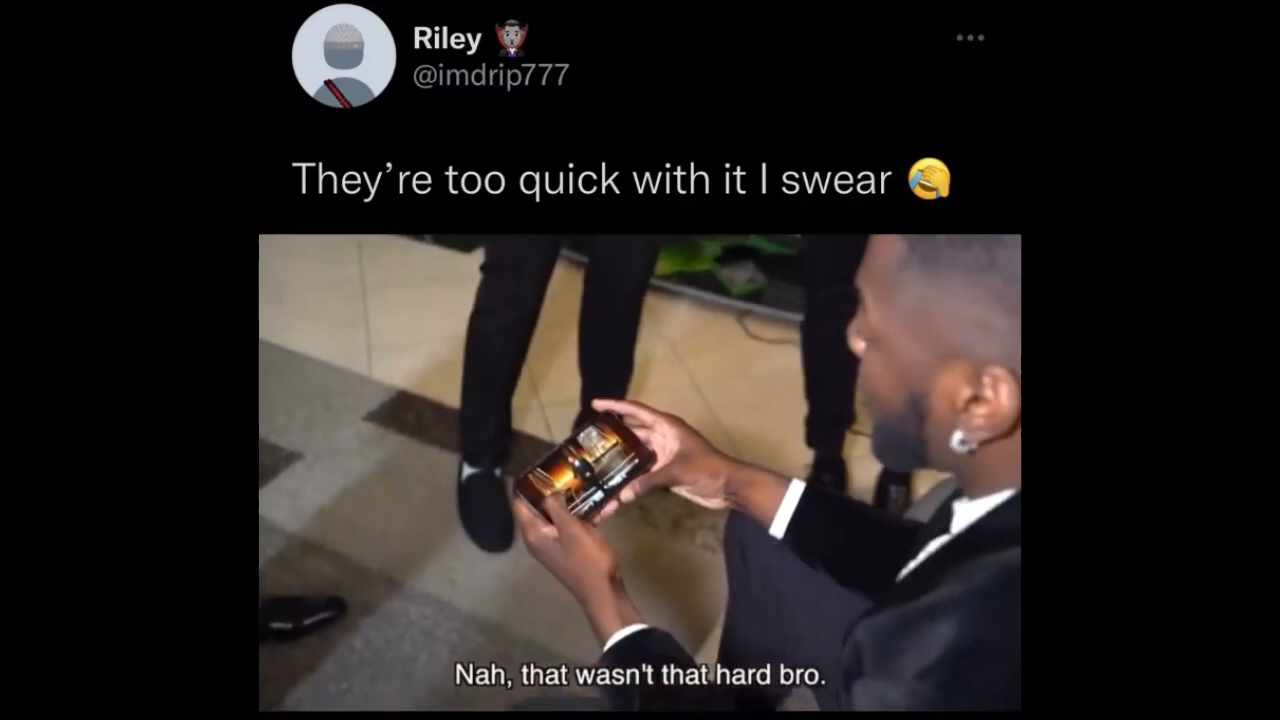 Riley 🧛🏻‍♂️
@imdrip777
They’re too quick with it I swear 😂
Nah, that wasn't that hard bro.